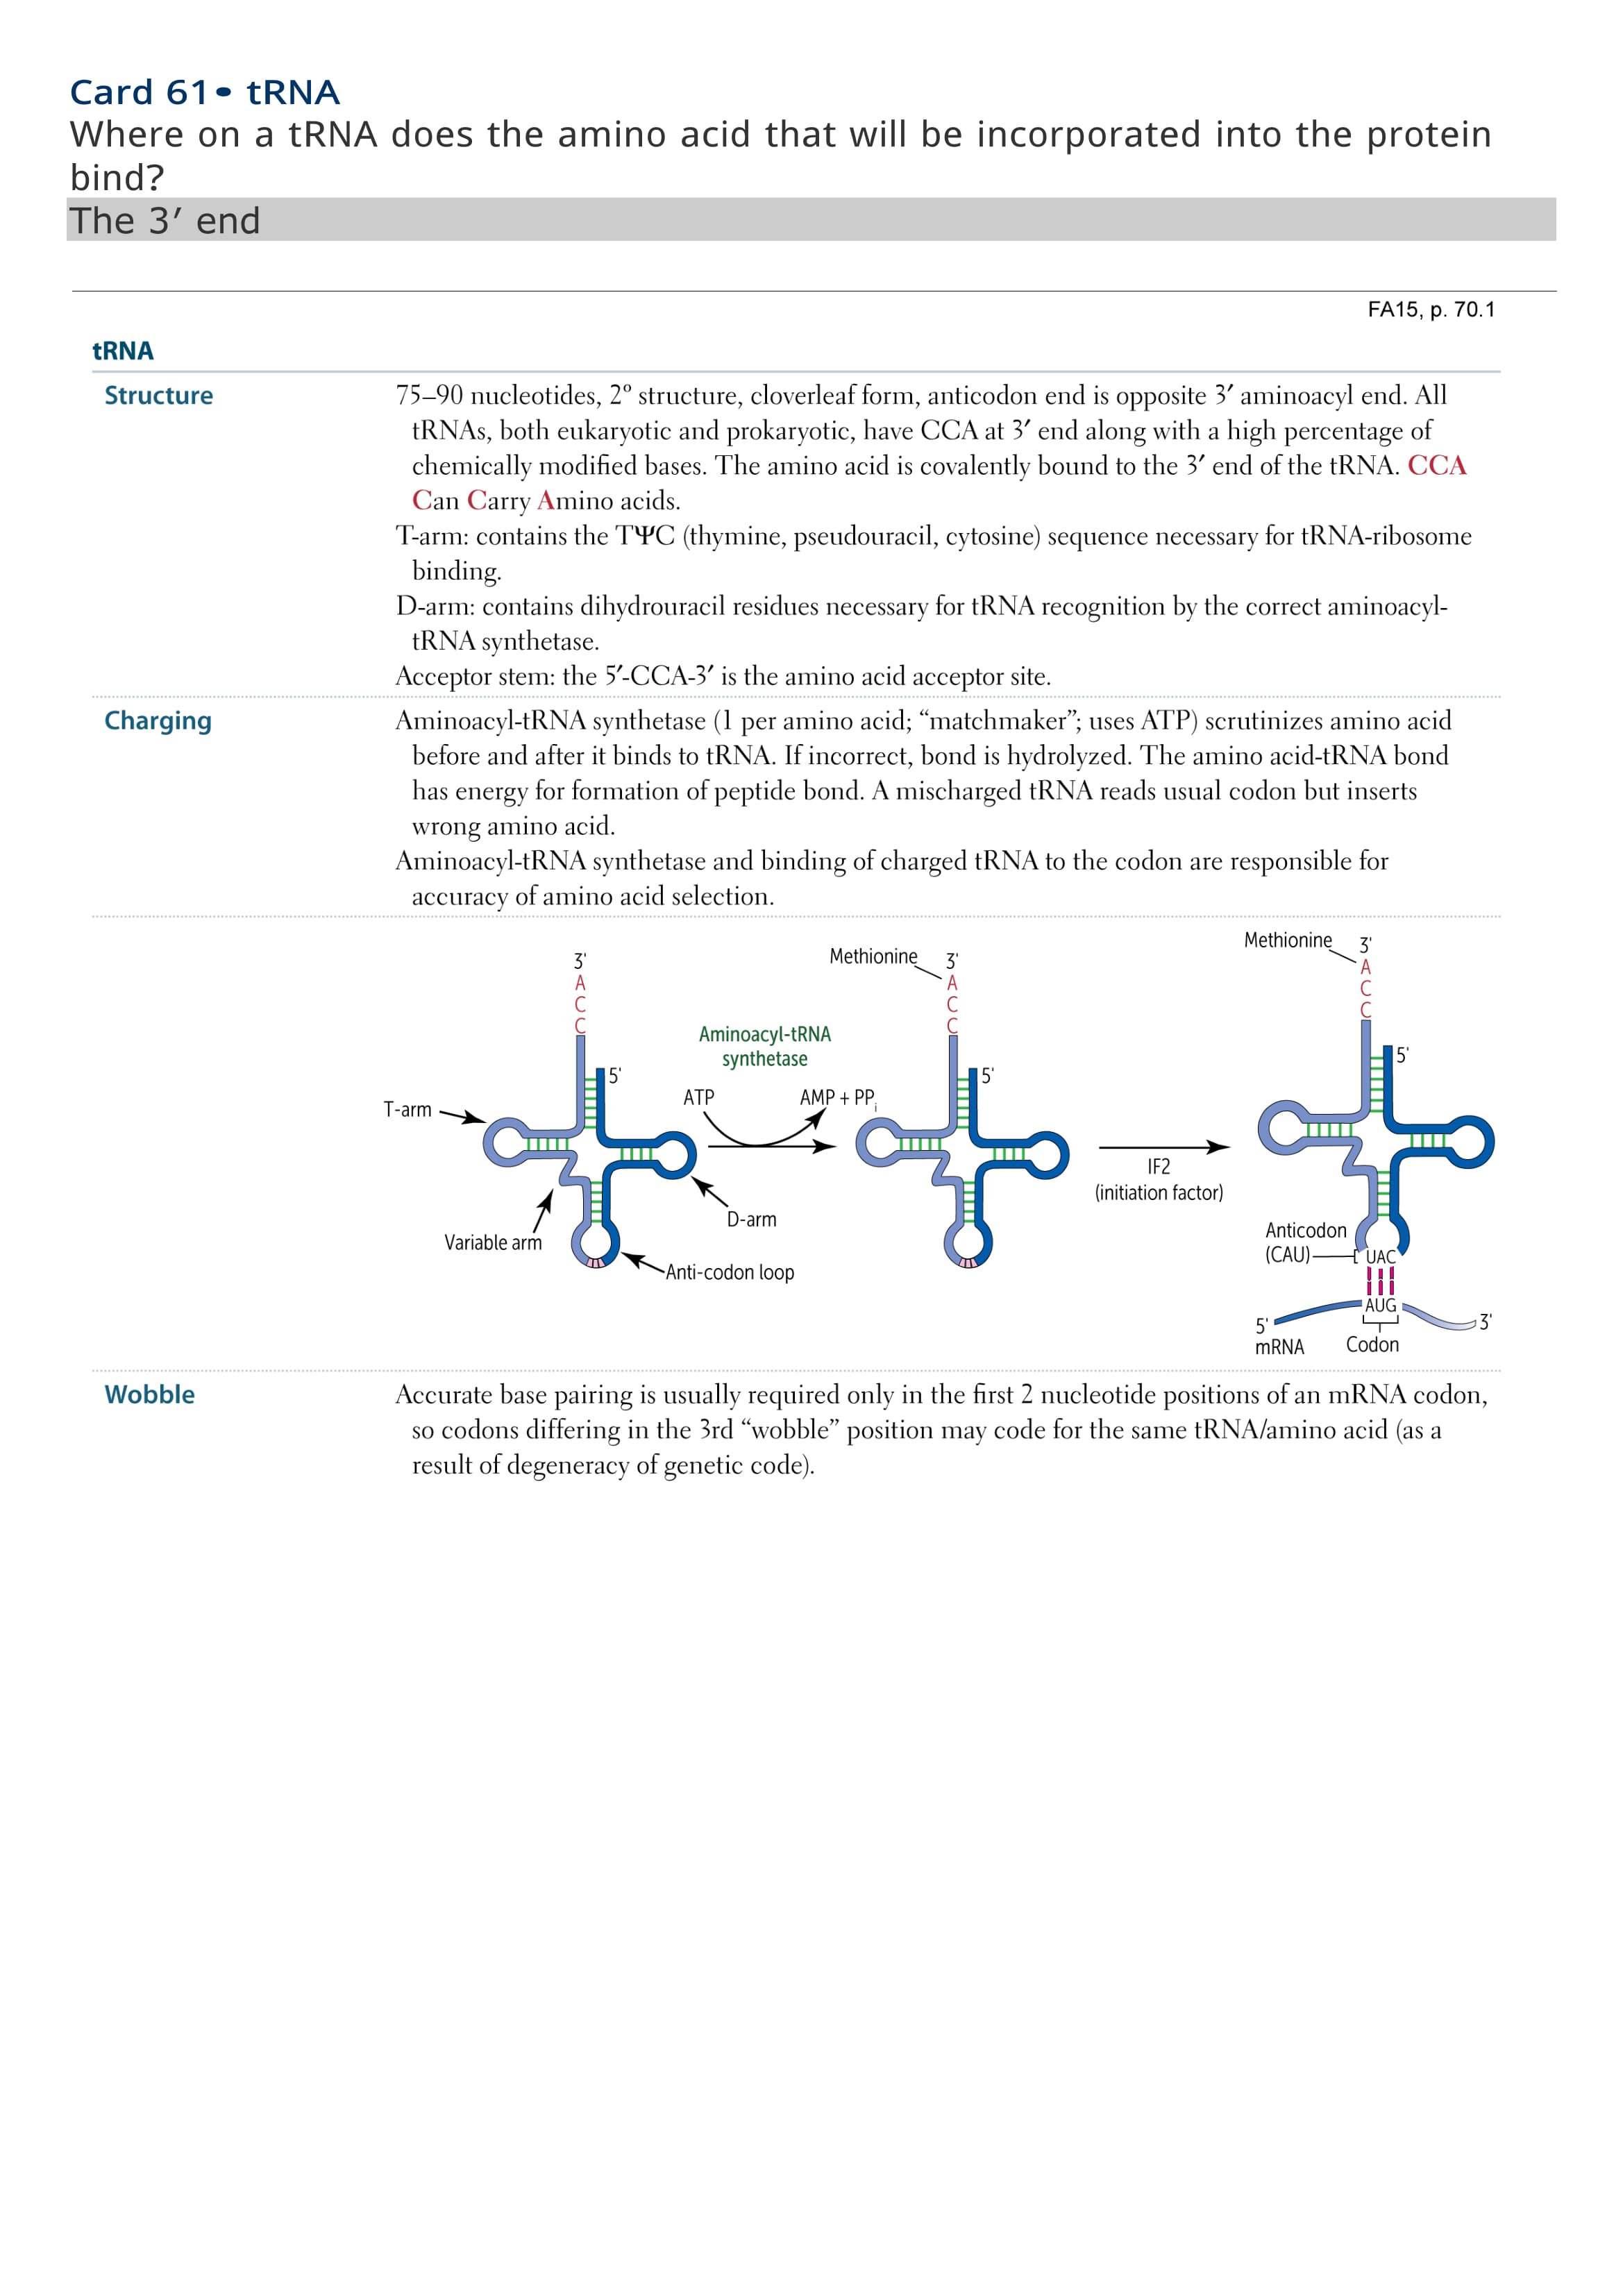 Card 61• tRNA
Where on a tRNA does the amino acid that will be incorporated into the protein
bind?
The 3′ end
FA15, p. 70.1
tRNA
Structure
75–90 nucleotides, 2º structure, cloverleaf form, anticodon end is opposite 3′ aminoacyl end. All
tRNAs, both eukaryotic and prokaryotic, have CCA at 3′ end along with a high percentage of
chemically modified bases. The amino acid is covalently bound to the 3′ end of the tRNA. CCA
Can Carry Amino acids.
T-arm: contains the TΨC (thymine, pseudouracil, cytosine) sequence necessary for tRNA-ribosome
binding.
D-arm: contains dihydrouracil residues necessary for tRNA recognition by the correct aminoacyl-
tRNA synthetase.
Acceptor stem: the 5′-CCA-3′ is the amino acid acceptor site.
Charging
Aminoacyl-tRNA synthetase (1 per amino acid; “matchmaker”; uses ATP) scrutinizes amino acid
before and after it binds to tRNA. If incorrect, bond is hydrolyzed. The amino acid-tRNA bond
has energy for formation of peptide bond. A mischarged tRNA reads usual codon but inserts
wrong amino acid.
Aminoacyl-tRNA synthetase and binding of charged tRNA to the codon are responsible for
accuracy of amino acid selection.
3'
A
C
C
5'
T-arm
Variable arm
D-arm
Anti-codon loop
Aminoacyl-tRNA
synthetase
ATP
AMP + PPi
Methionine
3'
A
C
C
5'
IF2
(initiation factor)
Methionine
3'
A
C
C
5'
Anticodon
(CAU)
UAC
AUG
5'
mRNA
Codon
3'
Wobble
Accurate base pairing is usually required only in the first 2 nucleotide positions of an mRNA codon,
so codons differing in the 3rd “wobble” position may code for the same tRNA/amino acid (as a
result of degeneracy of genetic code).